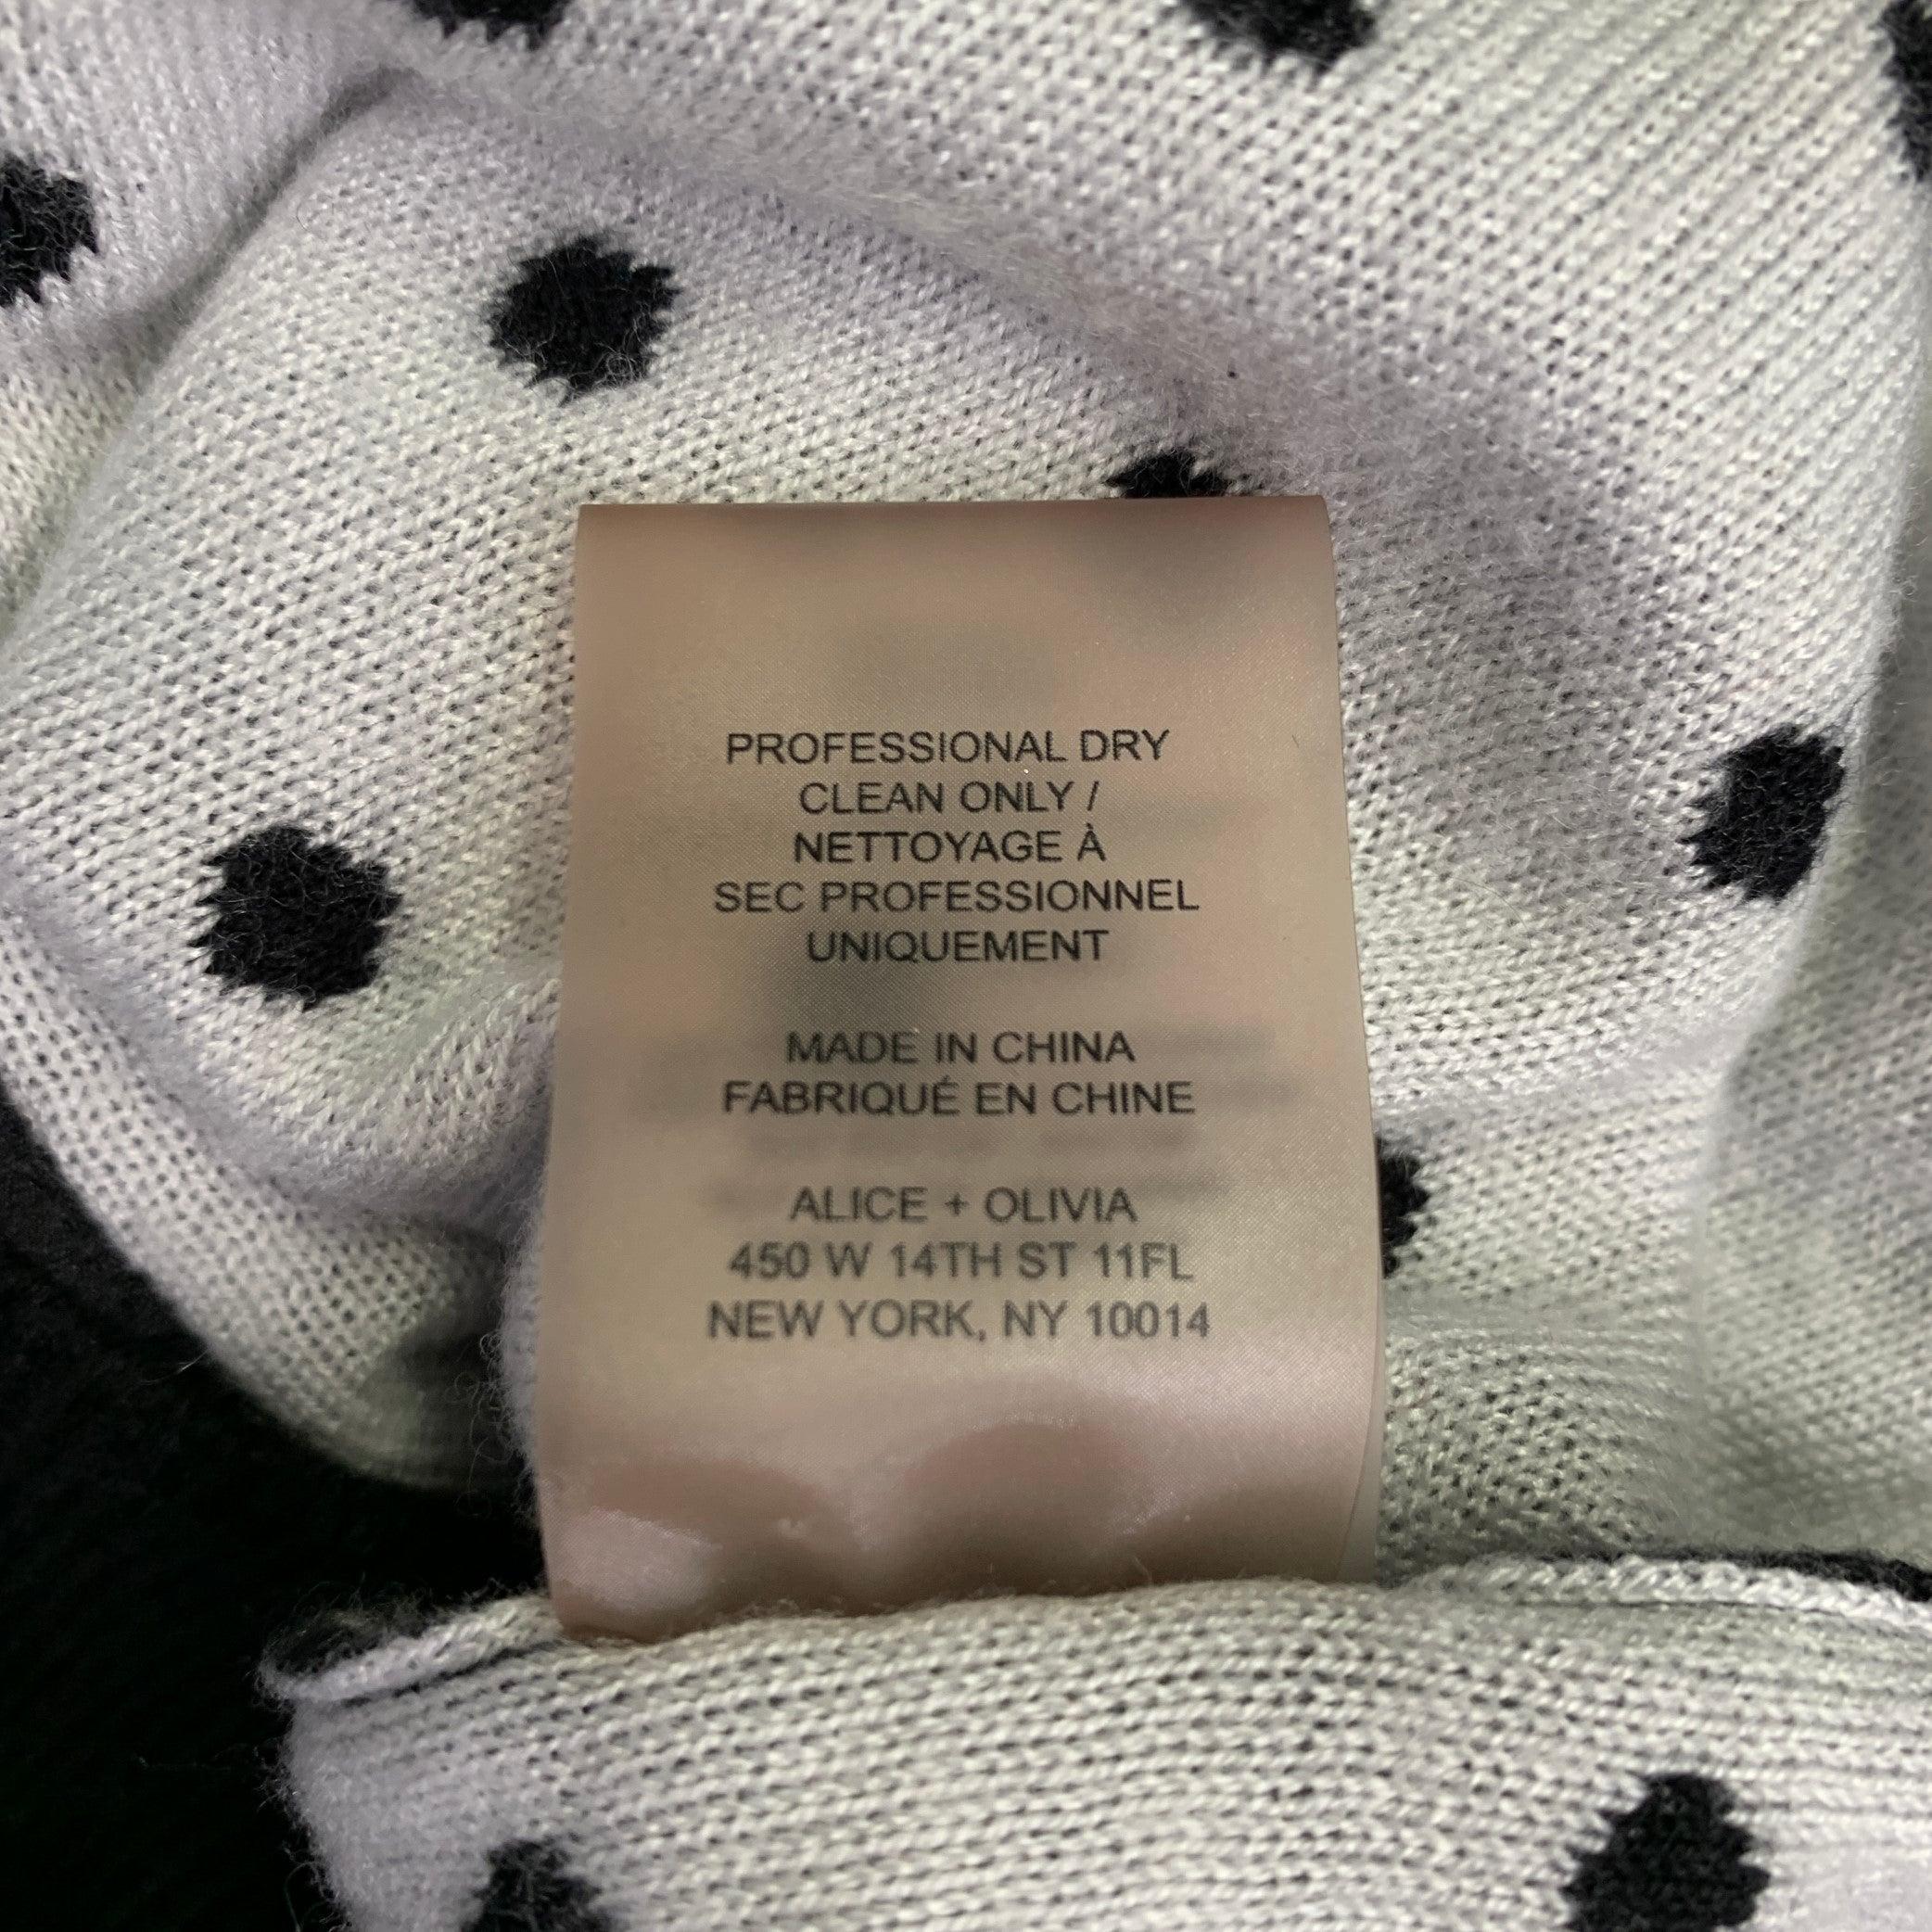 PROFESSIONAL DRY
CLEAN ONLY /
NETTOYAGE À
SEC PROFESSIONNEL
UNIQUEMENT
MADE IN CHINA
FABRIQUÉ EN CHINE
ALICE + OLIVIA
450 W 14TH ST 11FL
NEW YORK, NY 10014